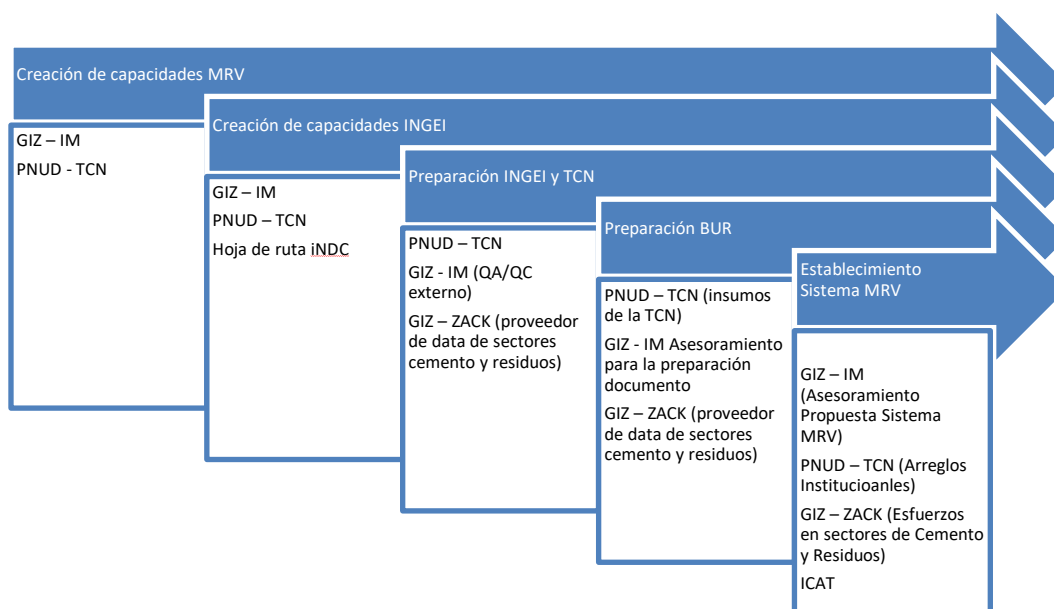 Creación de capacidades MRV
GIZ – IM
PNUD - TCN
Creación de capacidades INGEI
GIZ – IM
PNUD – TCN
Hoja de ruta iNDC
Preparación INGEI y TCN
PNUD – TCN
GIZ - IM (QA/QC
externo)
GIZ – ZACK (proveedor
de data de sectores
cemento y residuos)
Preparación BUR
PNUD – TCN (insumos
de la TCN)
GIZ - IM Asesoramiento
para la preparación
documento
GIZ – ZACK (proveedor
de data de sectores
cemento y residuos)
Establecimiento
Sistema MRV
GIZ – IM
(Asesoramiento
Propuesta Sistema
MRV)
PNUD – TCN (Arreglos
Institucioanles)
GIZ – ZACK (Esfuerzos
en sectores de Cemento
y Residuos)
ICAT